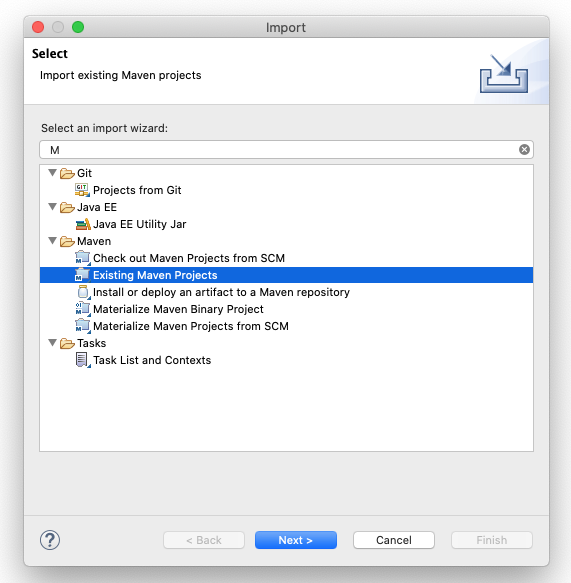 Import
Select
Import existing Maven projects
Select an import wizard:
M
Git
Projects from Git
Java EE
Java EE Utility Jar
Maven
Check out Maven Projects from SCM
Existing Maven Projects
Install or deploy an artifact to a Maven repository
Materialize Maven Binary Project
Materialize Maven Projects from SCM
Tasks
Task List and Contexts
? < Back Next > Cancel Finish